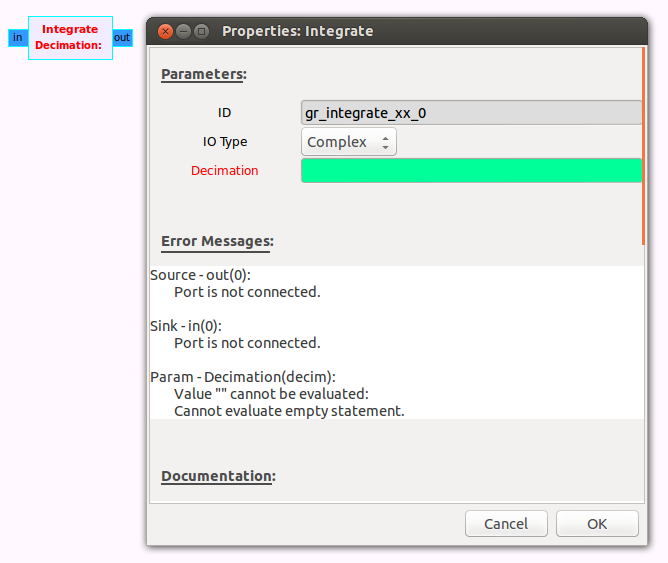 in
Integrate
Decimation:
out
Properties: Integrate
Parameters:
ID
gr_integrate_xx_0
IO Type
Complex
Decimation
Error Messages:
Source - out(0):
Port is not connected.
Sink - in(0):
Port is not connected.
Param - Decimation(decim):
Value "" cannot be evaluated:
Cannot evaluate empty statement.
Documentation:
Cancel
OK